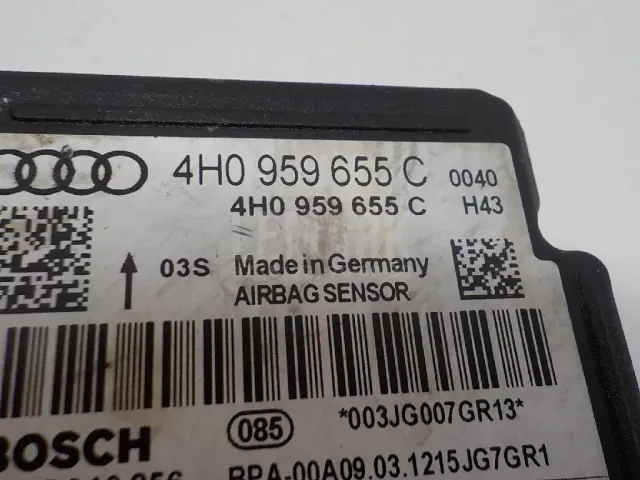 4H0 959 655 C 0040
4H0 959 655 C H43
03S Made in Germany
AIRBAG SENSOR
*003JG007GR13*
BOSCH 085
RPA-00A09.03.1215JG7GR1